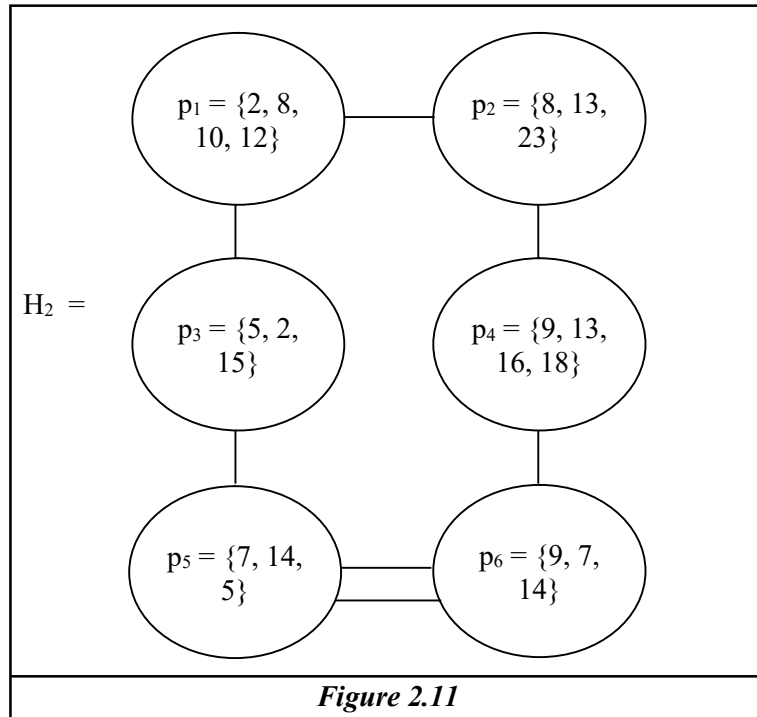 p₁ = {2, 8,
10, 12}
p₂ = {8, 13,
23}
H₂ =
p₃ = {5, 2,
15}
p₄ = {9, 13,
16, 18}
p₅ = {7, 14,
5}
p₆ = {9, 7,
14}
Figure 2.11